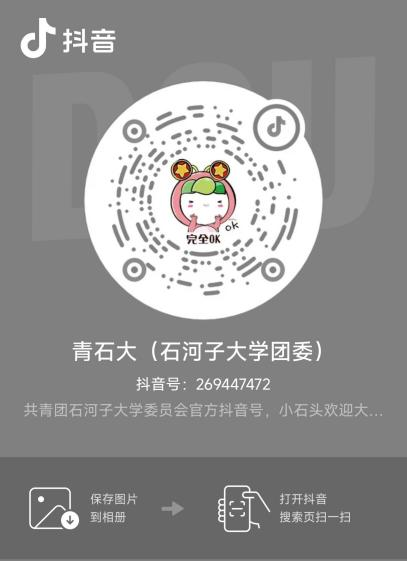 抖音
DOU
完全OK
ok
青石大（石河子大学团委）
抖音号：269447472
共青团石河子大学委员会官方抖音号，小石头欢迎大...
保存图片
到相册
打开抖音
搜索页扫一扫